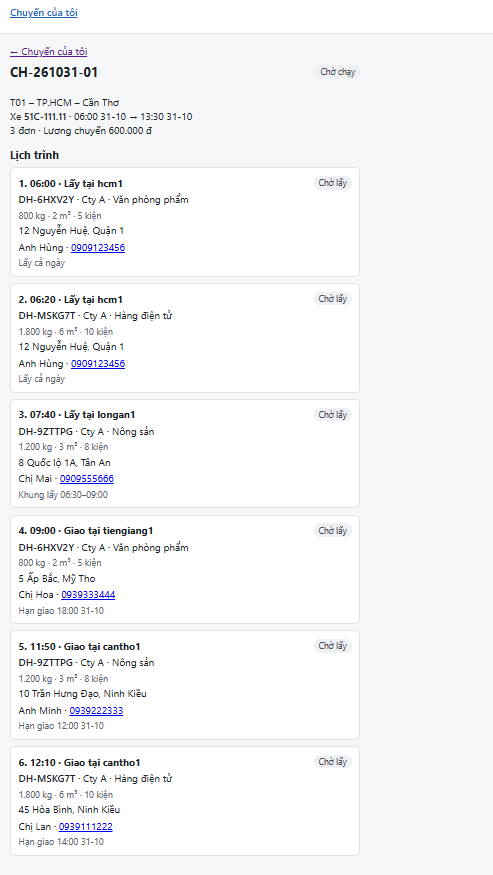 Chuyến của tôi
← Chuyến của tôi
CH-261031-01
Chờ chạy
T01 – TP.HCM – Cần Thơ
Xe 51C-111.11 · 06:00 31-10 → 13:30 31-10
3 đơn · Lương chuyến 600.000 đ
Lịch trình
1. 06:00 · Lấy tại hcm1
Chờ lấy
DH-6HXV2Y · Cty A · Văn phòng phẩm
800 kg · 2 m³ · 5 kiện
12 Nguyễn Huệ, Quận 1
Anh Hùng · 0909123456
Lấy cả ngày
2. 06:20 · Lấy tại hcm1
Chờ lấy
DH-MSKG7T · Cty A · Hàng điện tử
1.800 kg · 6 m³ · 10 kiện
12 Nguyễn Huệ, Quận 1
Anh Hùng · 0909123456
Lấy cả ngày
3. 07:40 · Lấy tại longan1
Chờ lấy
DH-9ZTTPG · Cty A · Nông sản
1.200 kg · 3 m³ · 8 kiện
8 Quốc lộ 1A, Tân An
Chị Mai · 0909555666
Khung lấy 06:30–09:00
4. 09:00 · Giao tại tiengiang1
Chờ lấy
DH-6HXV2Y · Cty A · Văn phòng phẩm
800 kg · 2 m³ · 5 kiện
5 Ấp Bắc, Mỹ Tho
Chị Hoa · 0939333444
Hạn giao 18:00 31-10
5. 11:50 · Giao tại cantho1
Chờ lấy
DH-9ZTTPG · Cty A · Nông sản
1.200 kg · 3 m³ · 8 kiện
10 Trần Hưng Đạo, Ninh Kiều
Anh Minh · 0939222333
Hạn giao 12:00 31-10
6. 12:10 · Giao tại cantho1
Chờ lấy
DH-MSKG7T · Cty A · Hàng điện tử
1.800 kg · 6 m³ · 10 kiện
45 Hòa Bình, Ninh Kiều
Chị Lan · 0939111222
Hạn giao 14:00 31-10